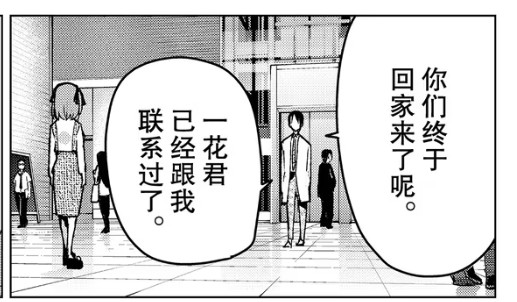 你们终于
回家来了呢。
一花君
已经跟我
联系过了。